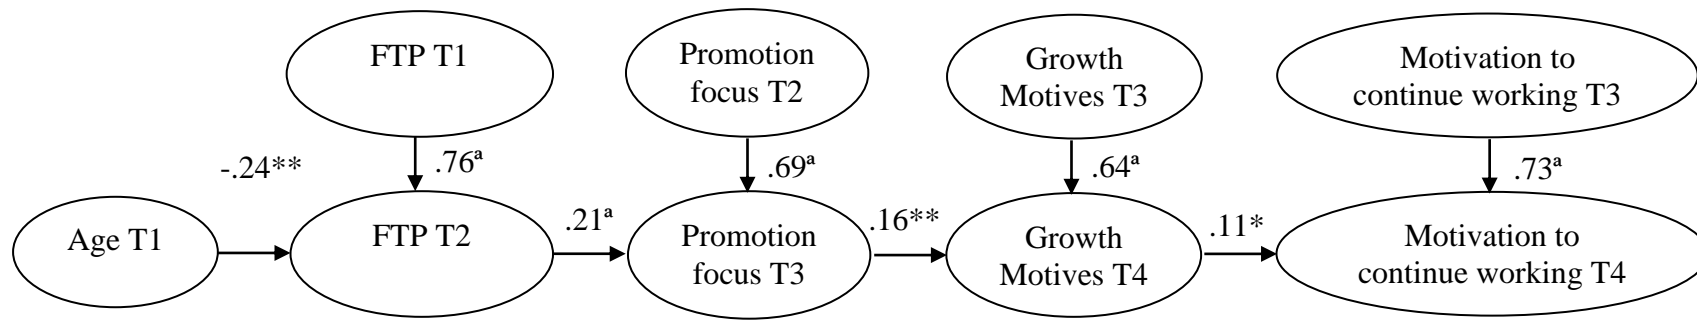 FTP T1
Promotion
focus T2
Growth
Motives T3
Motivation to
continue working T3
-.24**
.76ª
.69ª
.64ª
.73ª
Age T1
FTP T2
.21ª
Promotion
focus T3
.16**
Growth
Motives T4
.11*
Motivation to
continue working T4